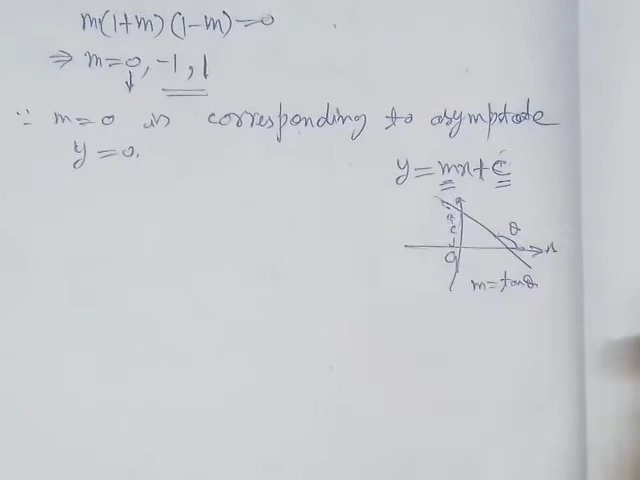 m(1+m)(1-m)=0
⇒ m=0, -1, 1
∵ m=0 is corresponding to asymptote
y=0.
y=mx+c
θ
x
c
O
m=tanθ